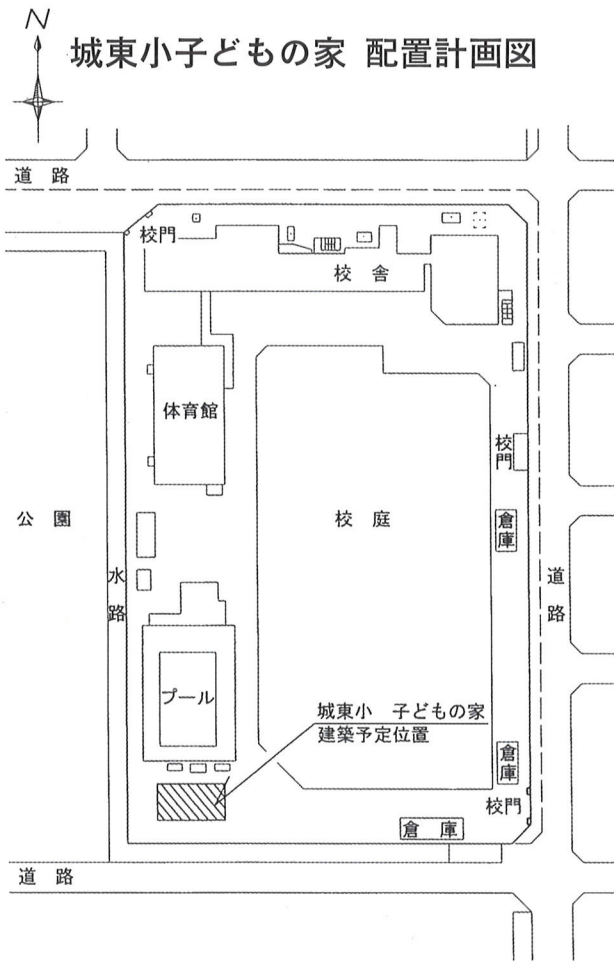 N
城東小子どもの家 配置計画図
道 路
校門
校 舎
体育館
校門
公 園
校 庭
倉庫
水路
道路
プール
城東小 子どもの家
建築予定位置
倉庫
校門
倉 庫
道 路